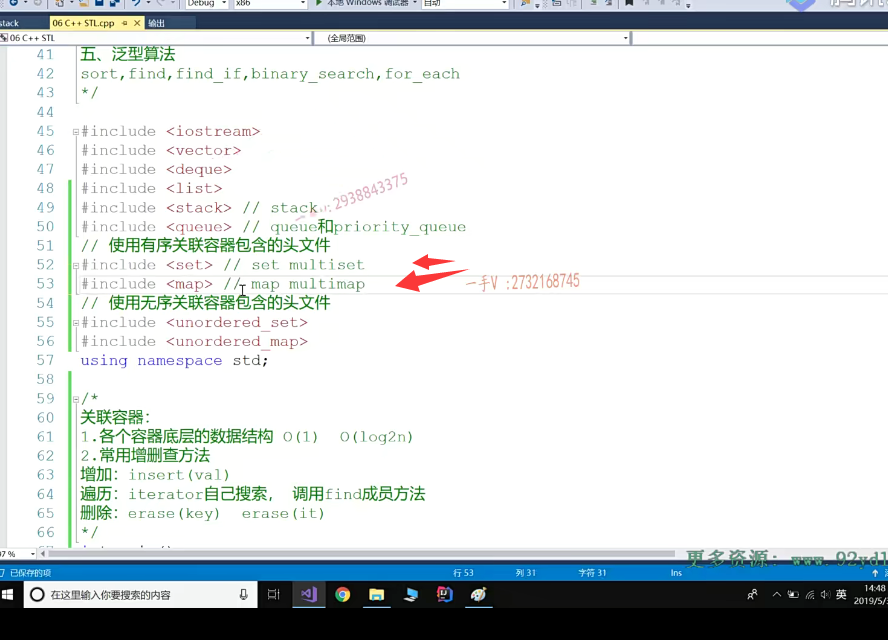 Debug
x86
本地 Windows 调试器
自动
stack
06 C++ STL.cpp
输出
06 C++ STL
(全局范围)
41 五、泛型算法
42 sort,find,find_if,binary_search,for_each
43 */
44
45 #include <iostream>
46 #include <vector>
47 #include <deque>
48 #include <list>
49 #include <stack> // stack
50 #include <queue> // queue和priority_queue
51 // 使用有序关联容器包含的头文件
52 #include <set> // set multiset
53 #include <map> // map multimap
54 // 使用无序关联容器包含的头文件
55 #include <unordered_set>
56 #include <unordered_map>
57 using namespace std;
58
59 /*
60 关联容器:
61 1.各个容器底层的数据结构 O(1) O(log2n)
62 2.常用增删查方法
63 增加: insert(val)
64 遍历: iterator自己搜索, 调用find成员方法
65 删除: erase(key) erase(it)
66 */
2938843375
一手V :2732168745
更多资源: www.92yd1
已保存的项
行 53
列 31
字符 31
Ins
在这里输入你要搜索的内容
英
14:48
2019/5/